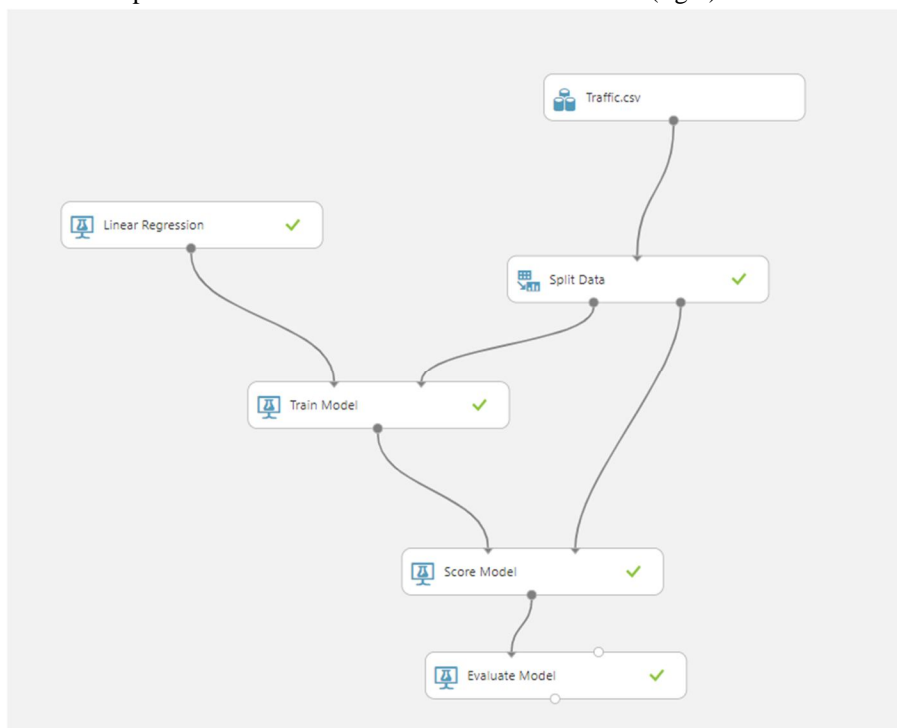 Traffic.csv
Linear Regression
Split Data
Train Model
Score Model
Evaluate Model